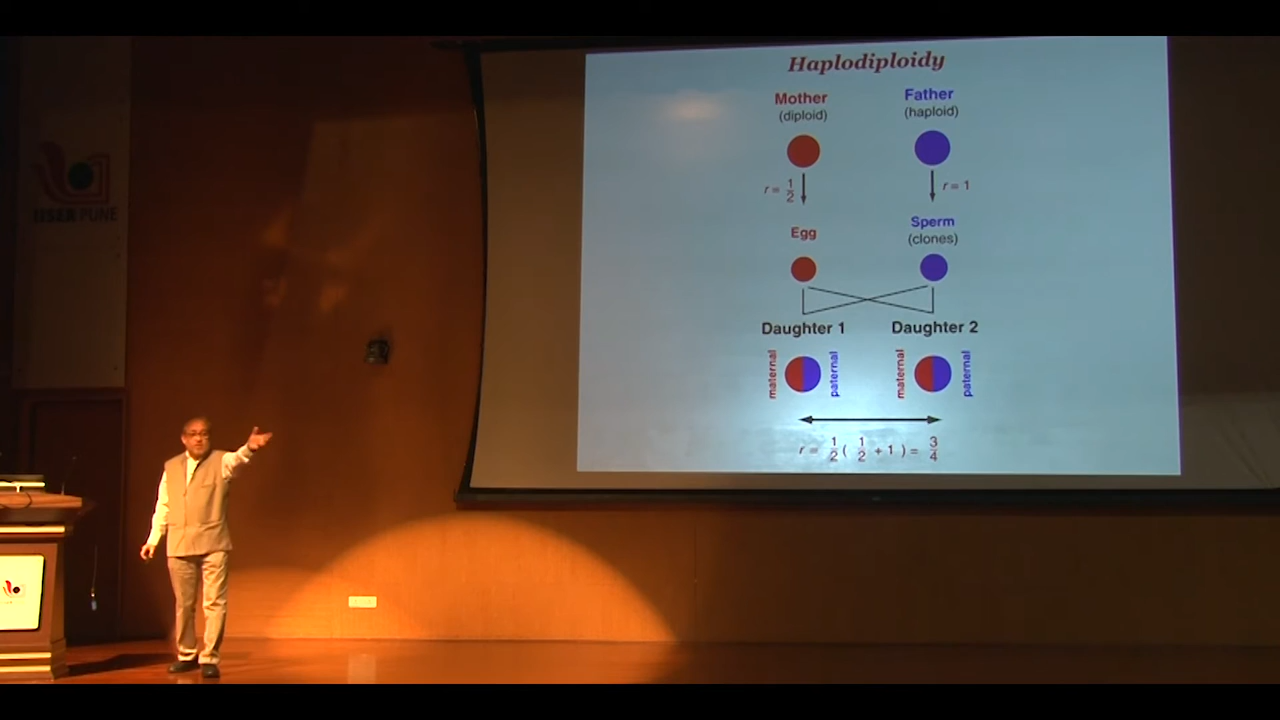 Haplodiploidy
Mother Father
(diploid) (haploid)
r = 1/2 r = 1
Egg Sperm
(clones)
Daughter 1 Daughter 2
maternal paternal maternal paternal
r = 1/2 ( 1/2 + 1 ) = 3/4
IISER PUNE